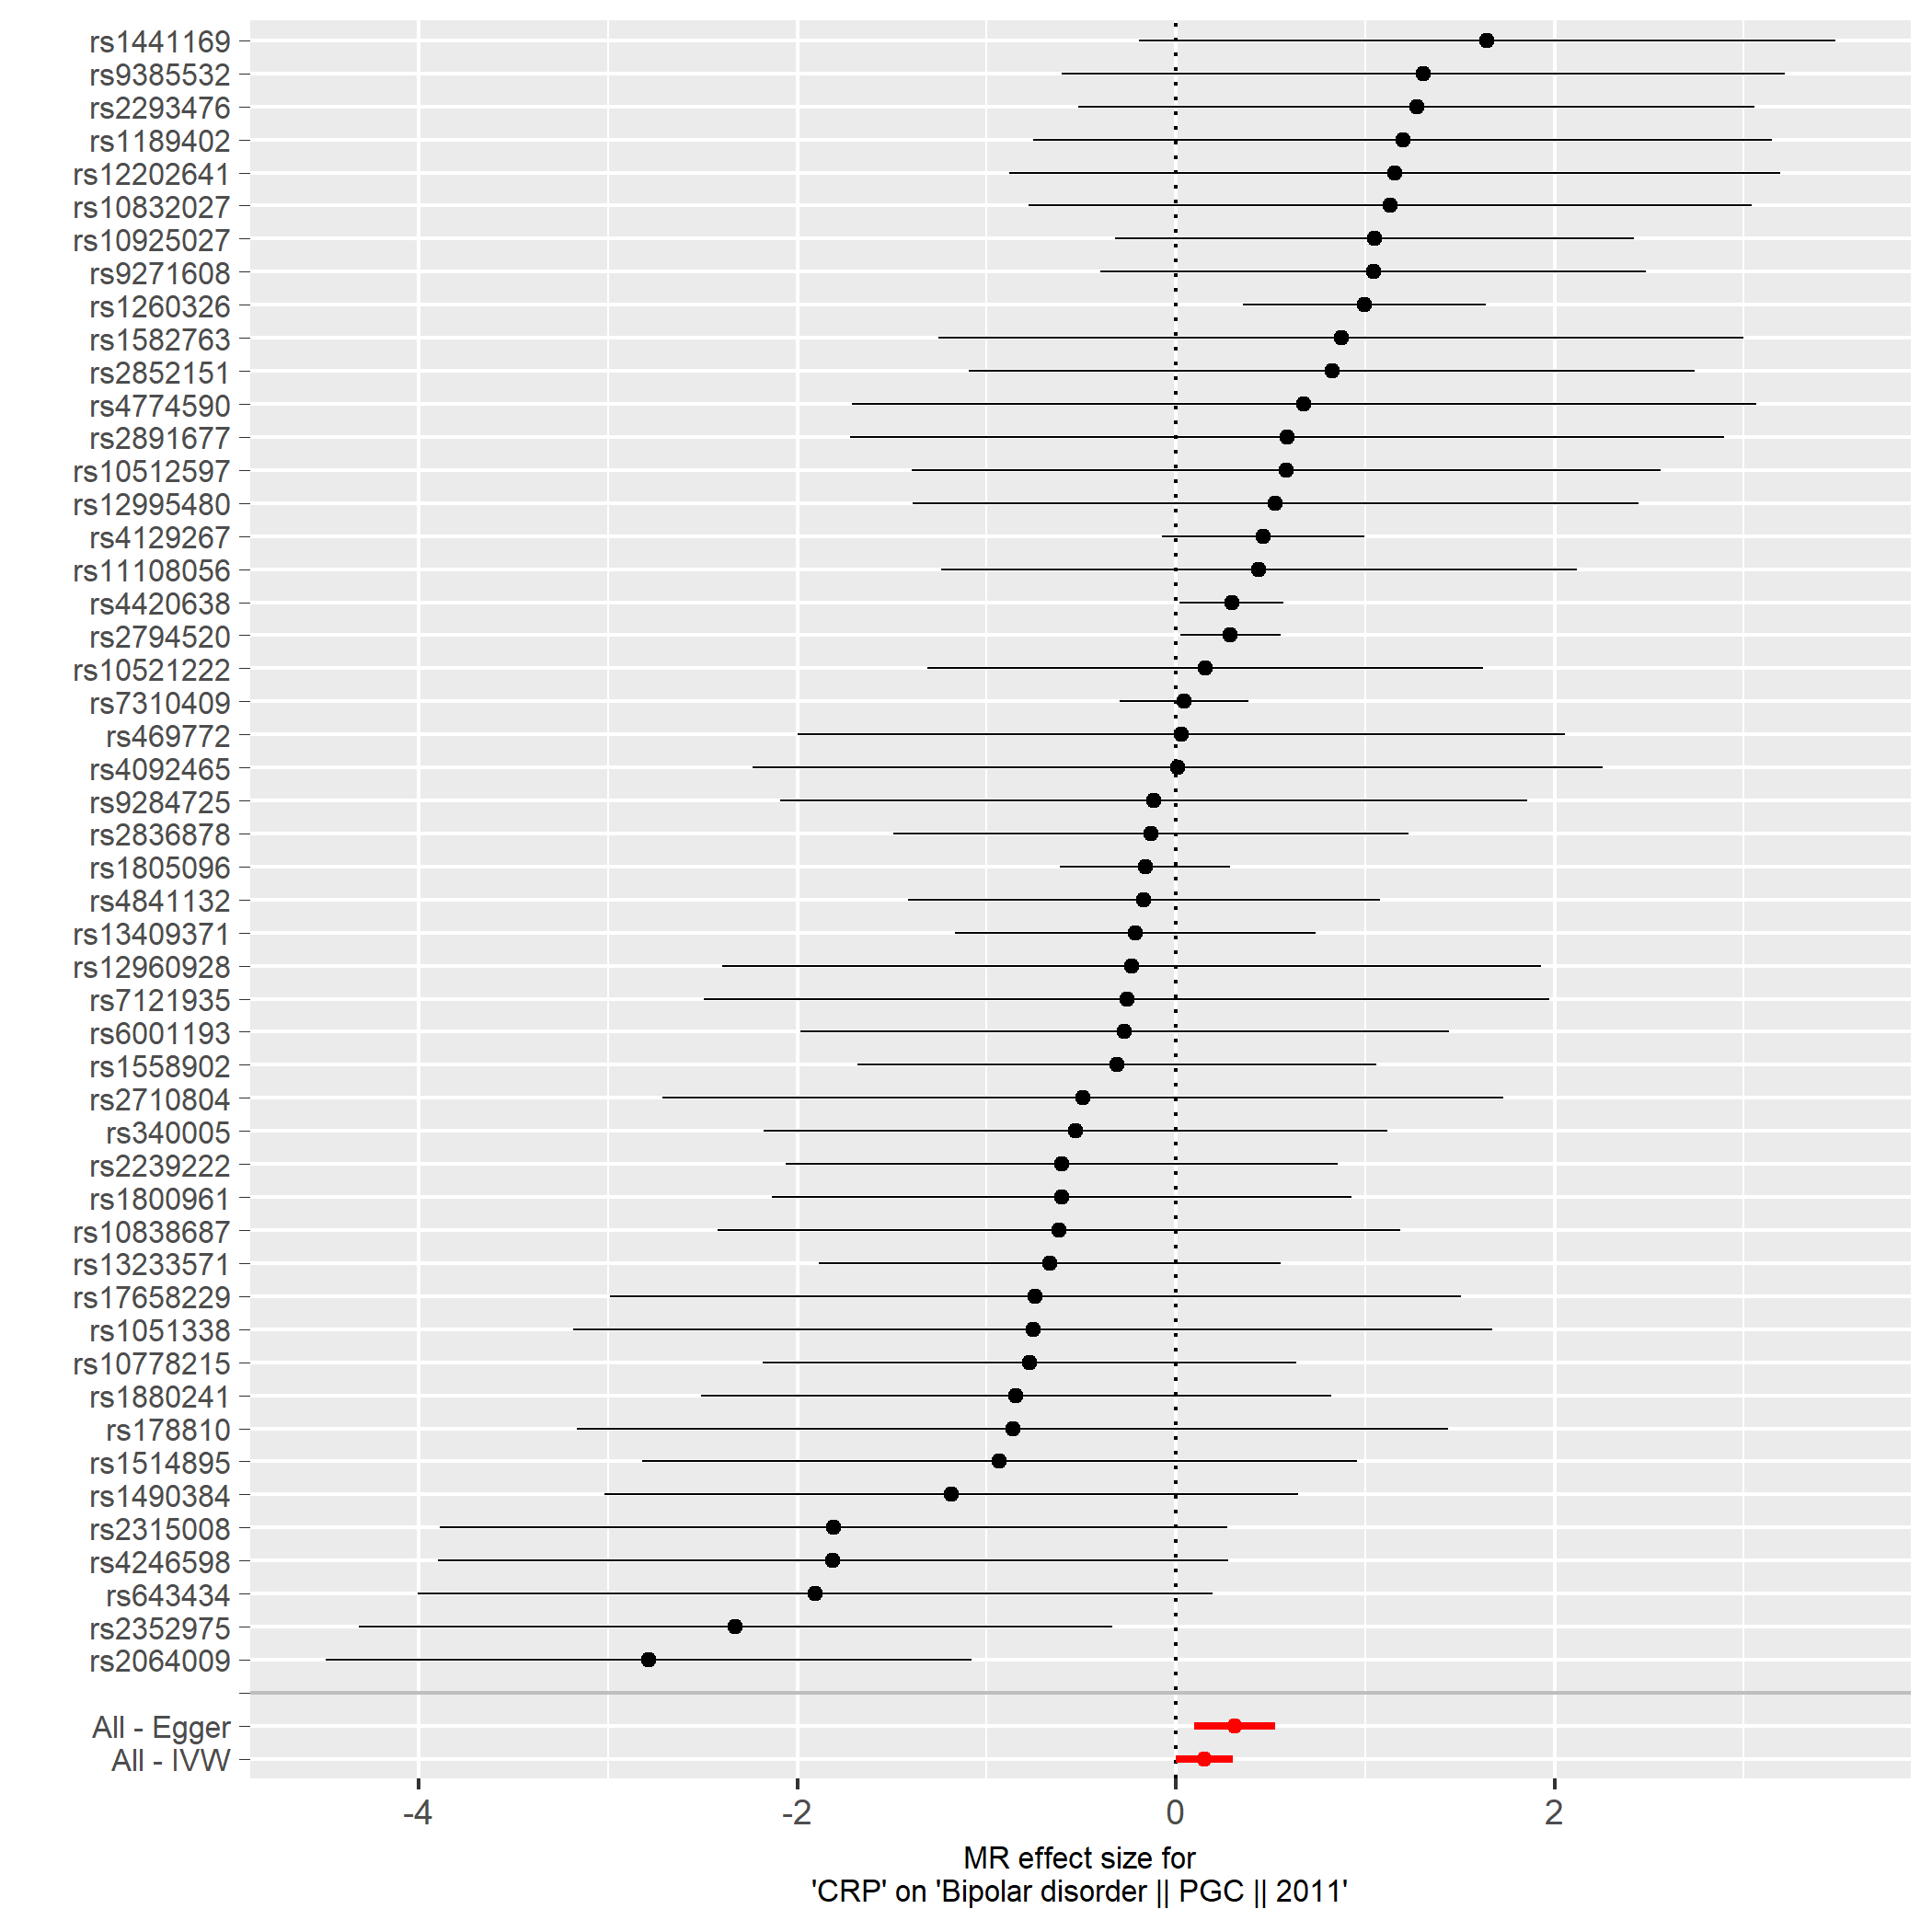 rs1441169
rs9385532
rs2293476
rs1189402
rs12202641
rs10832027
rs10925027
rs9271608
rs1260326
rs1582763
rs2852151
rs4774590
rs2891677
rs10512597
rs12995480
rs4129267
rs11108056
rs4420638
rs2794520
rs10521222
rs7310409
rs469772
rs4092465
rs9284725
rs2836878
rs1805096
rs4841132
rs13409371
rs12960928
rs7121935
rs6001193
rs1558902
rs2710804
rs340005
rs2239222
rs1800961
rs10838687
rs13233571
rs17658229
rs1051338
rs10778215
rs1880241
rs178810
rs1514895
rs1490384
rs2315008
rs4246598
rs643434
rs2352975
rs2064009
All - Egger
All - IVW
-4 -2 0 2
MR effect size for
'CRP' on 'Bipolar disorder || PGC || 2011'